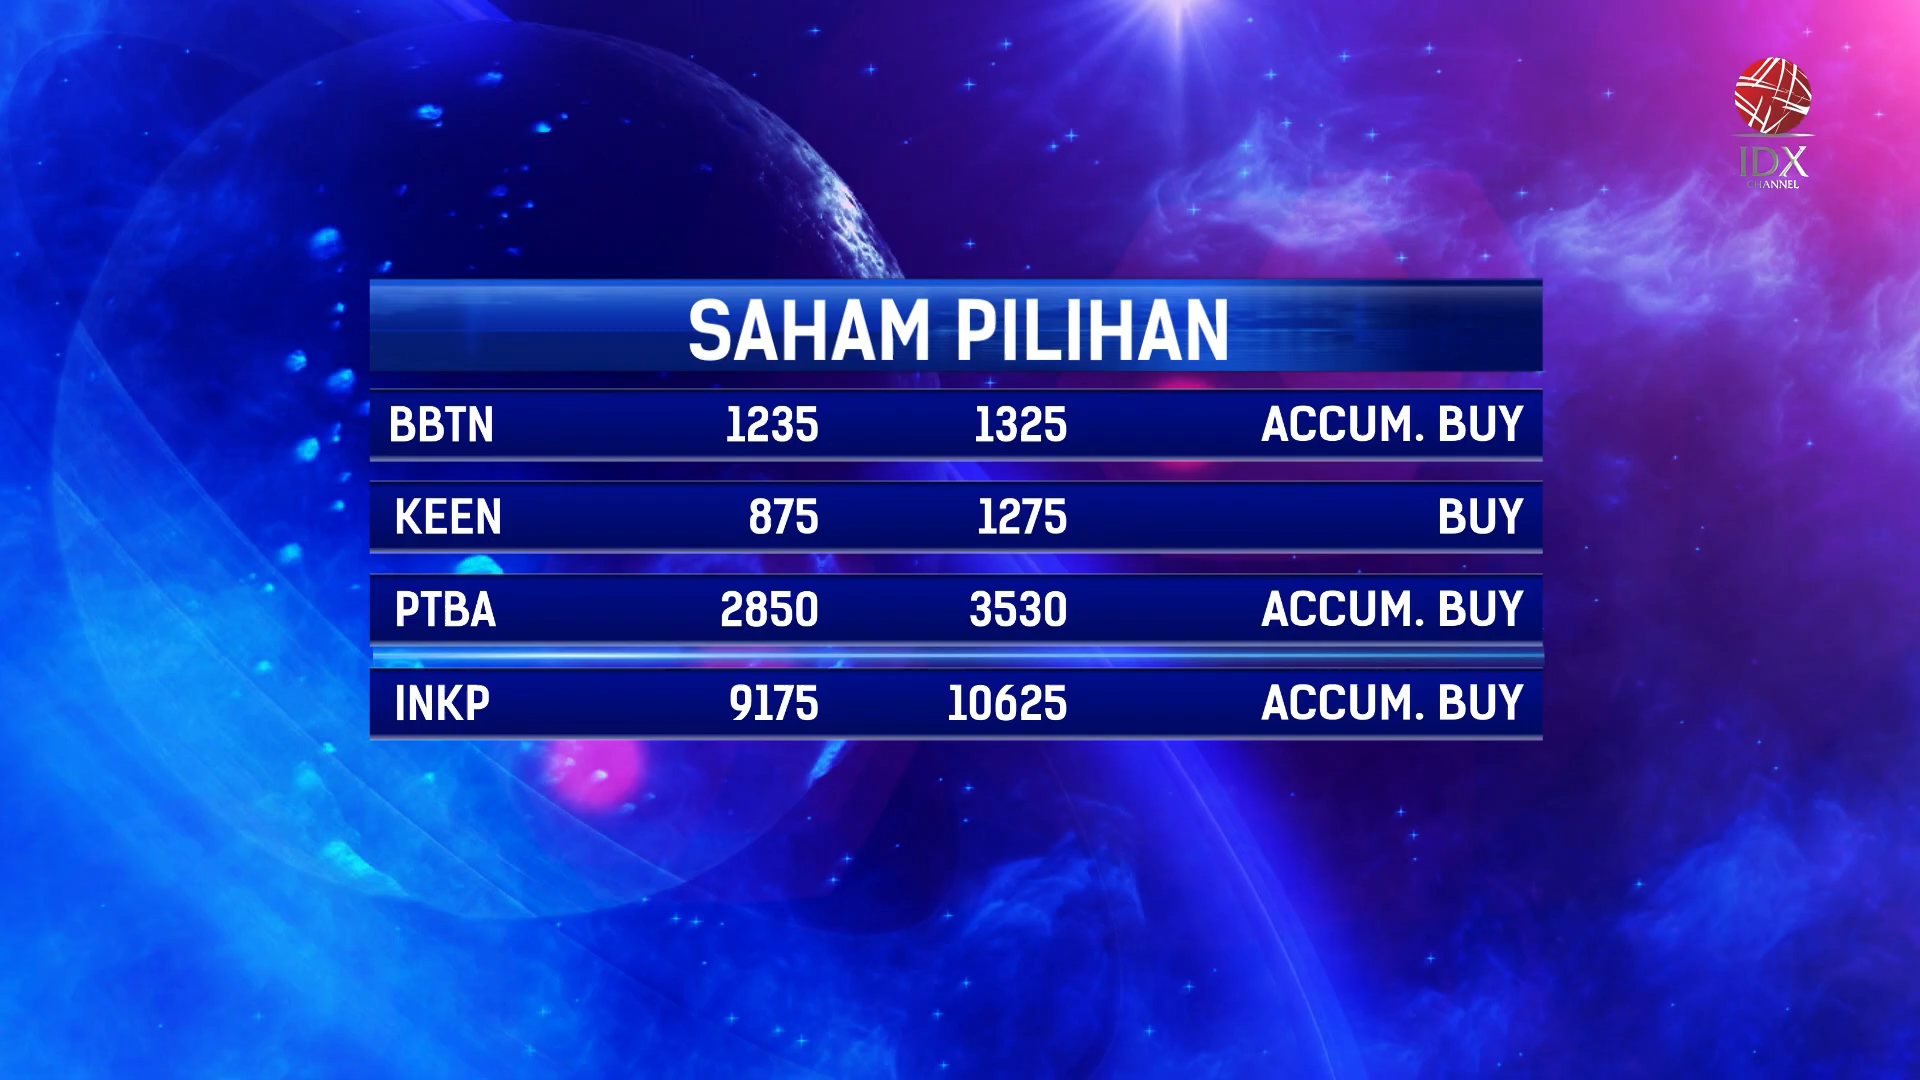 IDX
CHANNEL
SAHAM PILIHAN
BBTN 1235 1325 ACCUM. BUY
KEEN 875 1275 BUY
PTBA 2850 3530 ACCUM. BUY
INKP 9175 10625 ACCUM. BUY